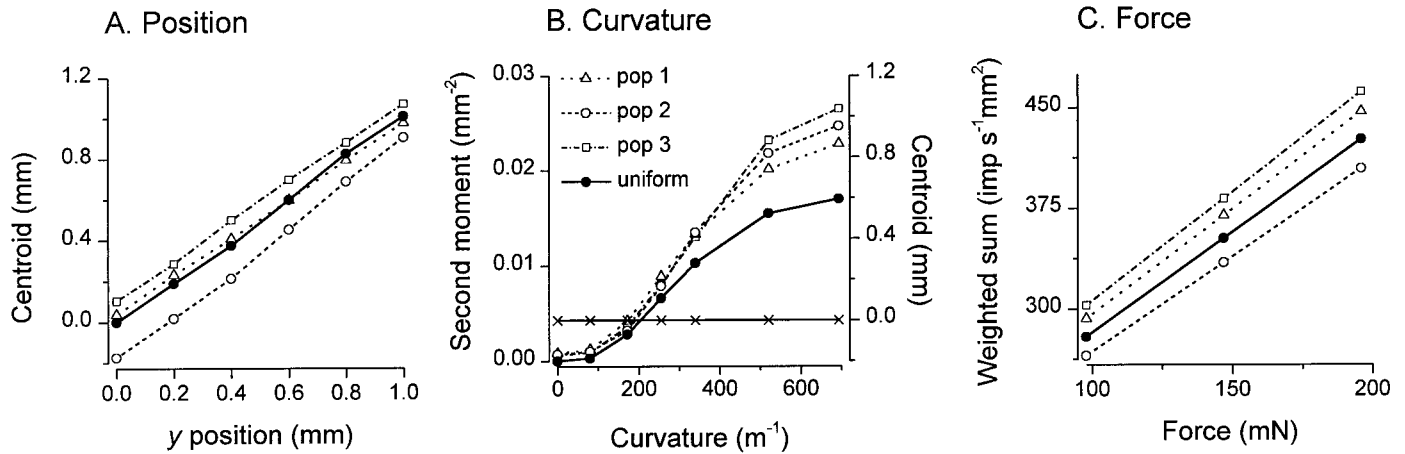 A. Position
Centroid (mm)
1.2
0.8
0.4
0.0
0.0 0.2 0.4 0.6 0.8 1.0
y position (mm)
B. Curvature
Second moment (mm-2)
0.03
0.02
0.01
0.00
pop 1
pop 2
pop 3
uniform
1.2
0.8
0.4
0.0
Centroid (mm)
0 200 400 600
Curvature (m-1)
C. Force
Weighted sum (imp s-1mm2)
450
375
300
100 150 200
Force (mN)